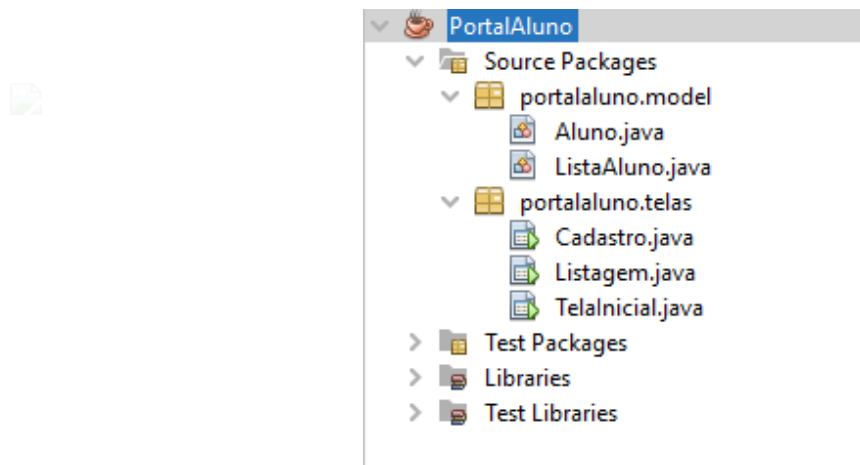 PortalAluno
Source Packages
portalaluno.model
Aluno.java
ListaAluno.java
portalaluno.telas
Cadastro.java
Listagem.java
TelaInicial.java
Test Packages
Libraries
Test Libraries